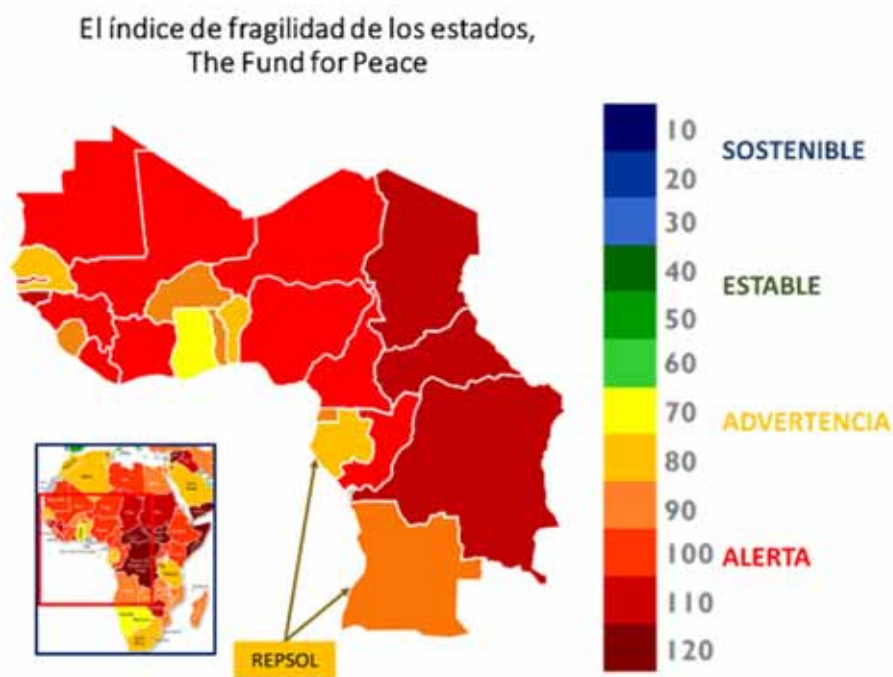 El índice de fragilidad de los estados,
The Fund for Peace
10
SOSTENIBLE
20
30
40
ESTABLE
50
60
70
ADVERTENCIA
80
90
100
ALERTA
110
120
REPSOL